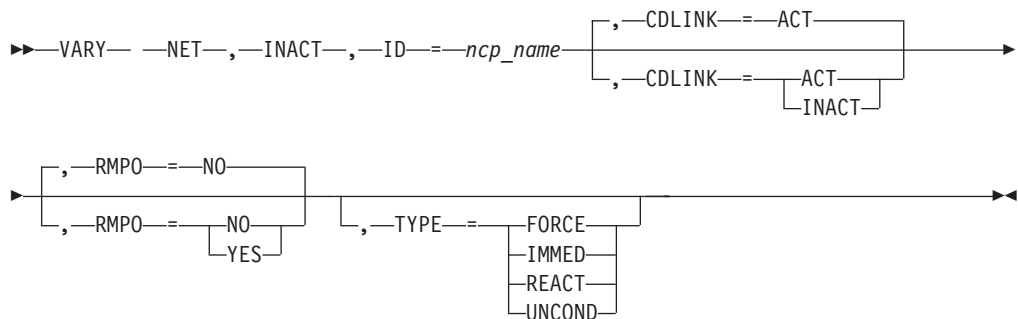 , CDLINK = ACT
VARY NET , INACT , ID = ncp_name
, CDLINK = ACT
INACT
, RMPO = NO
, RMPO = NO
YES
, TYPE = FORCE
IMMED
REACT
UNCOND